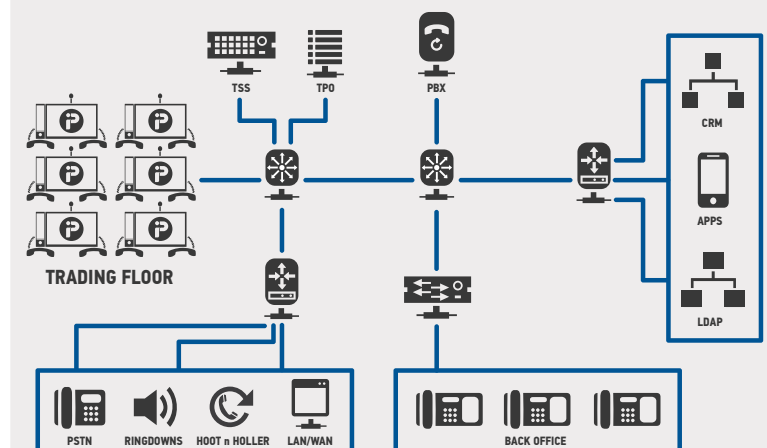 TSS
TPO
PBX
CRM
APPS
LDAP
TRADING FLOOR
PSTN
RINGDOWNS
HOOT n HOLLER
LAN/WAN
BACK OFFICE